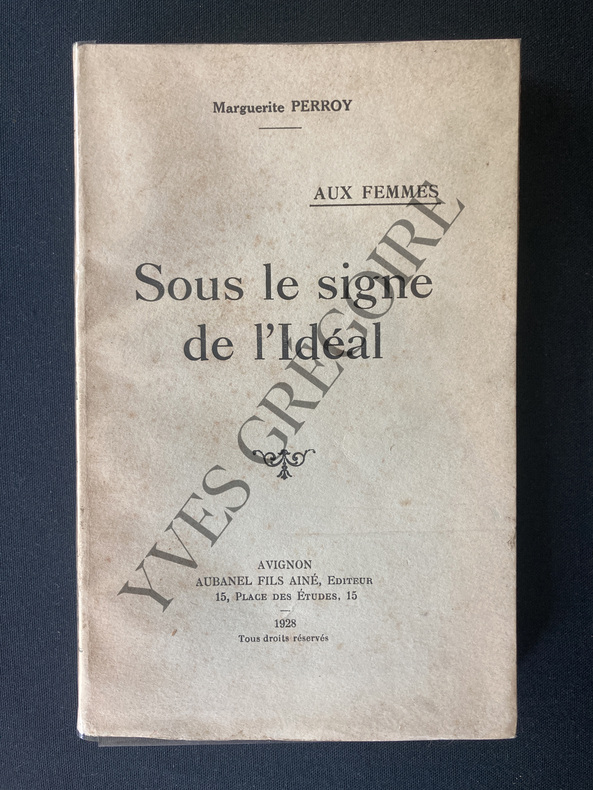 Marguerite PERROY
AUX FEMMES
Sous le signe
de l'Idéal
YVES GREGOIRE
AVIGNON
AUBANEL FILS AINÉ, Editeur
15, Place des Études, 15
1928
Tous droits réservés